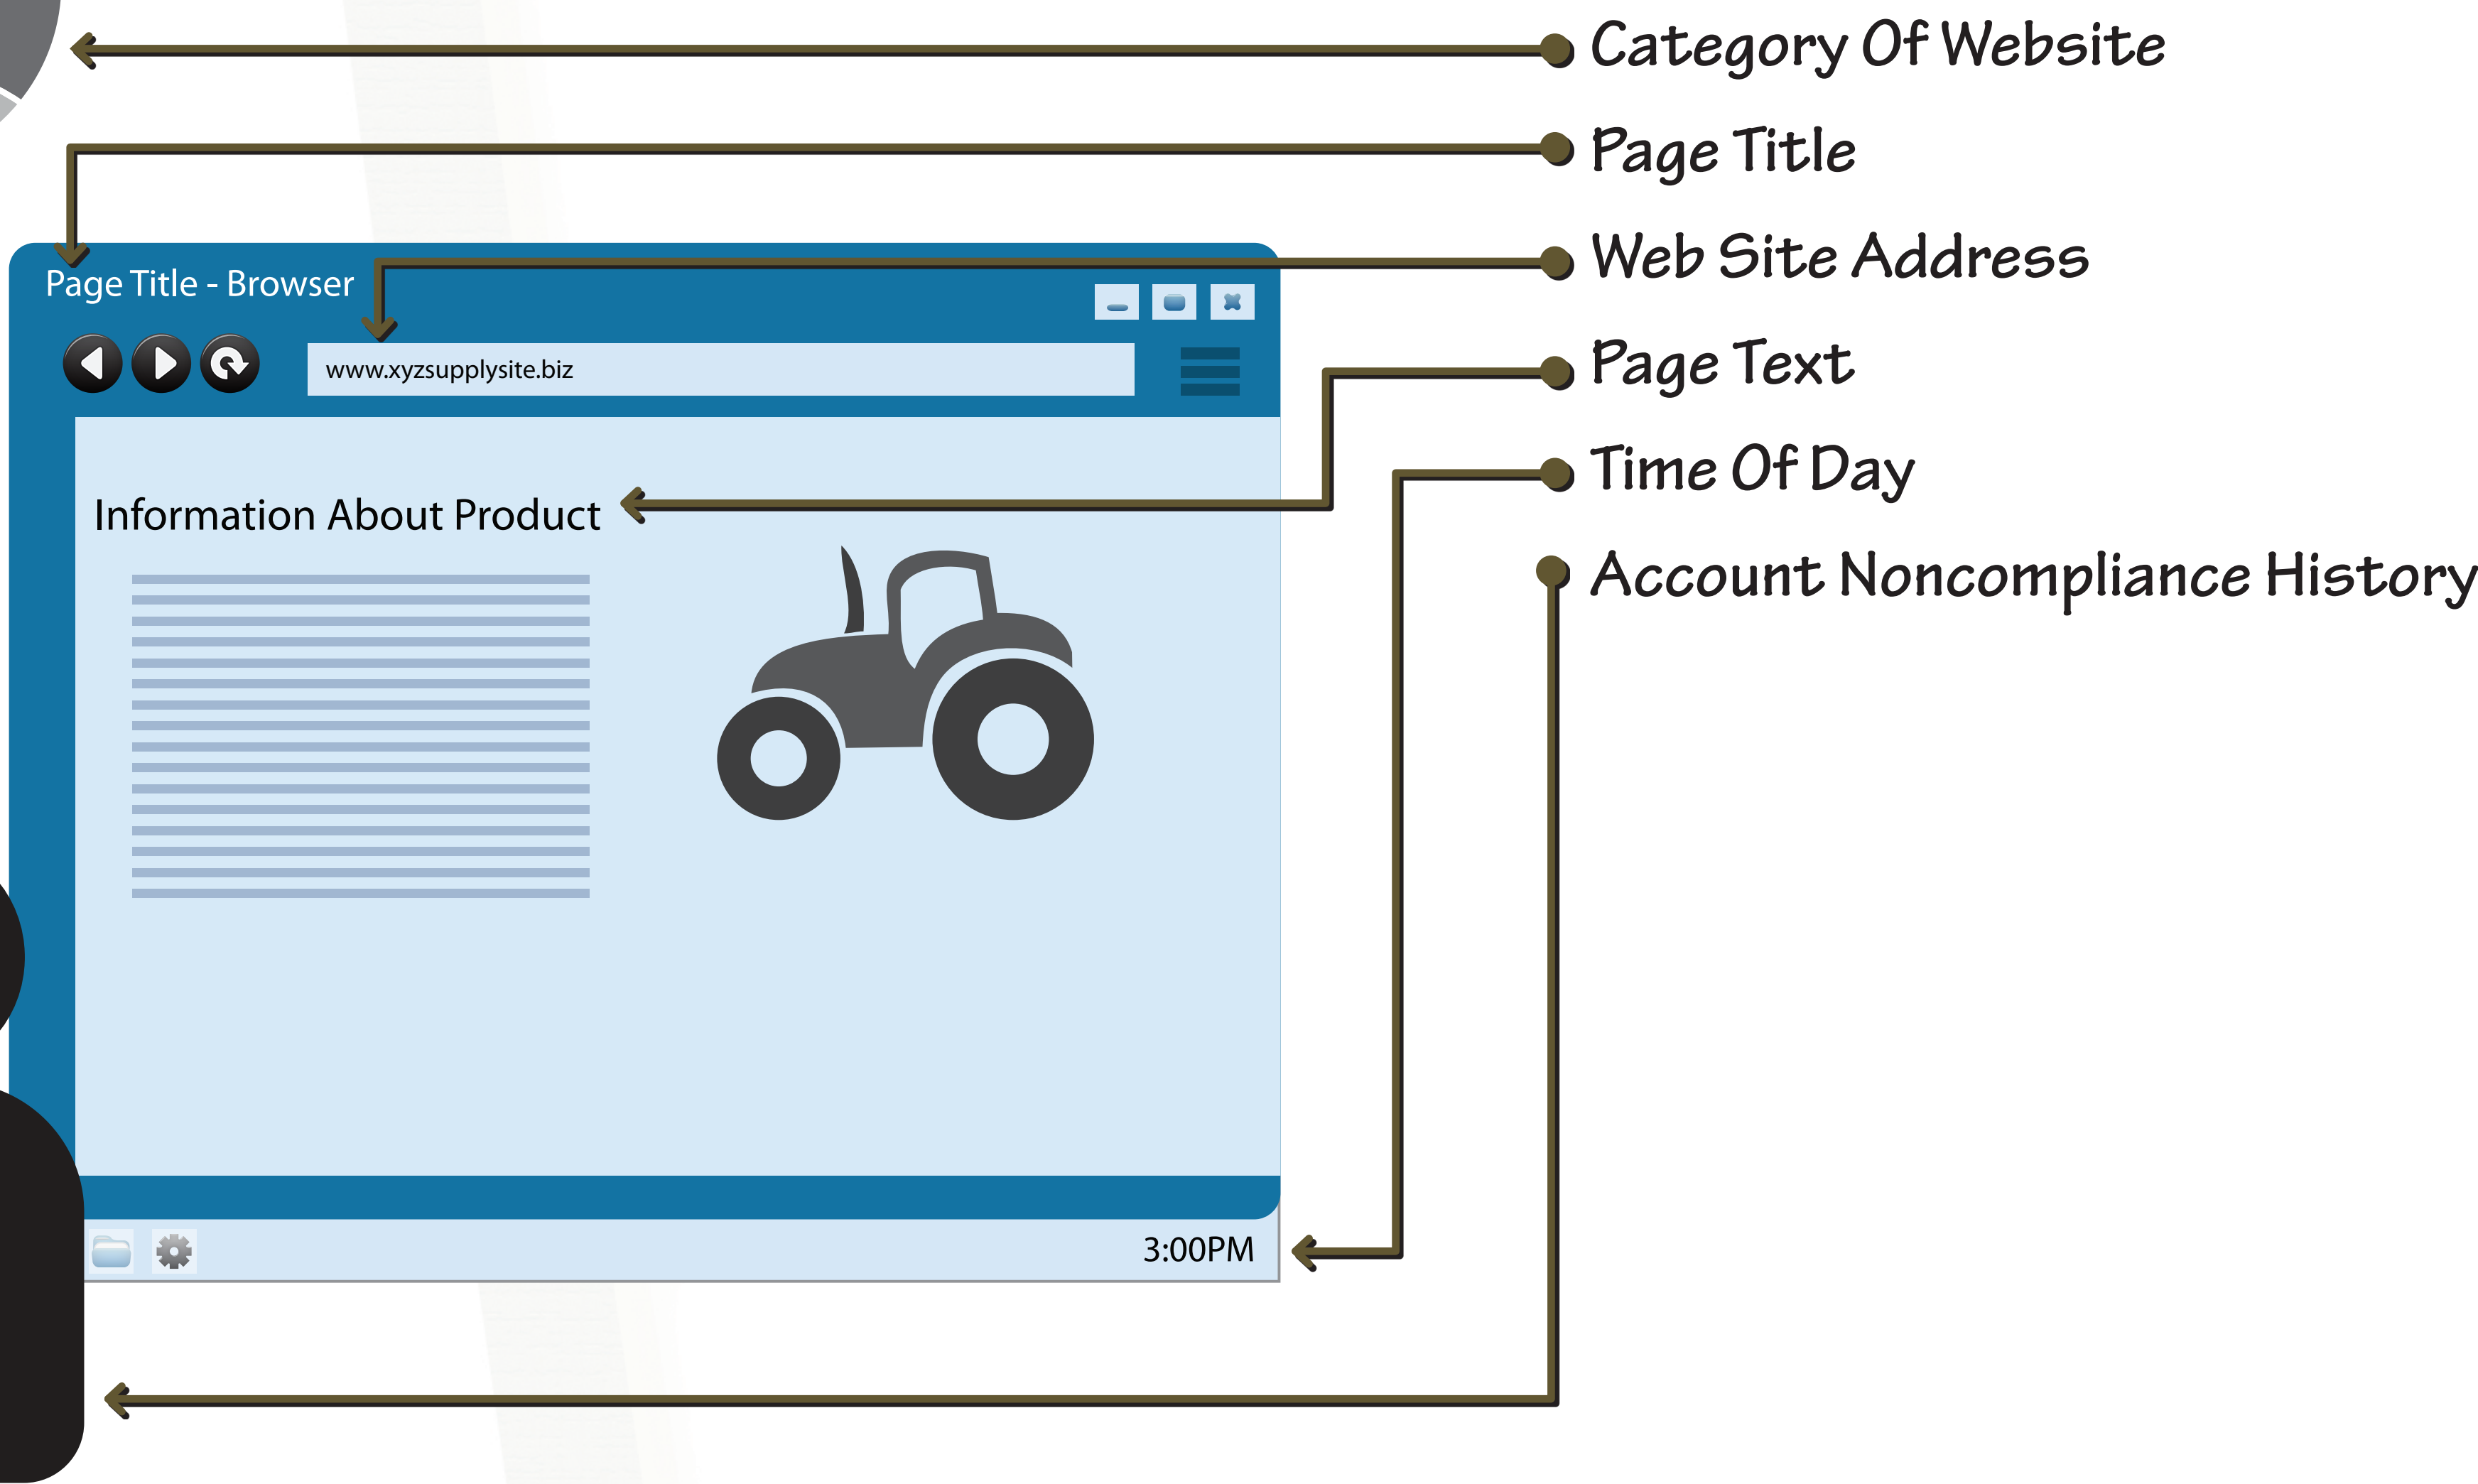 Category Of Website
Page Title
Web Site Address
Page Title - Browser
www.xyzsupplysite.biz
Page Text
Time Of Day
Information About Product
Account Noncompliance History
3:00PM